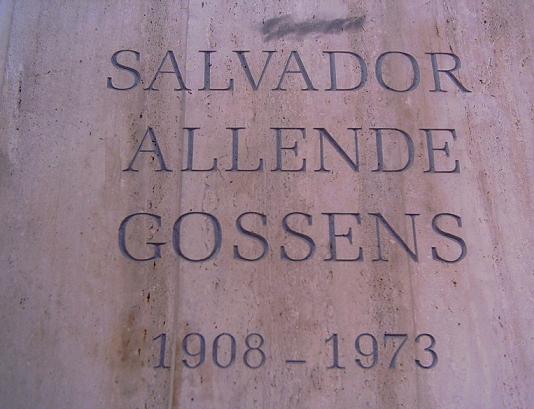 SALVADOR
ALLENDE
GOSSENS
1908 – 1973